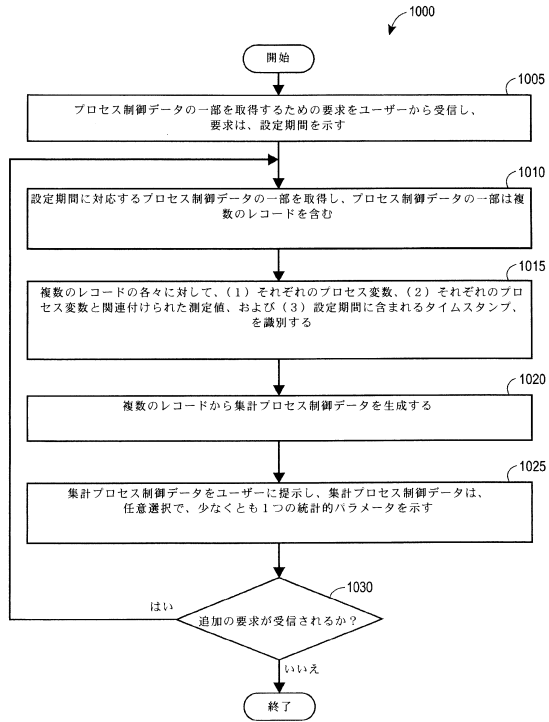 1000
開始
1005
プロセス制御データの一部を取得するための要求をユーザーから受信し、
要求は、設定期間を示す
1010
設定期間に対応するプロセス制御データの一部を取得し、プロセス制御データの一部は複
数のレコードを含む
1015
複数のレコードの各々に対して、(1)それぞれのプロセス変数、(2)それぞれのプロ
セス変数と関連付けられた測定値、および(3)設定期間に含まれるタイムスタンプ、
を識別する
1020
複数のレコードから集計プロセス制御データを生成する
1025
集計プロセス制御データをユーザーに提示し、集計プロセス制御データは、
任意選択で、少なくとも1つの統計的パラメータを示す
1030
はい
追加の要求が受信されるか?
いいえ
終了